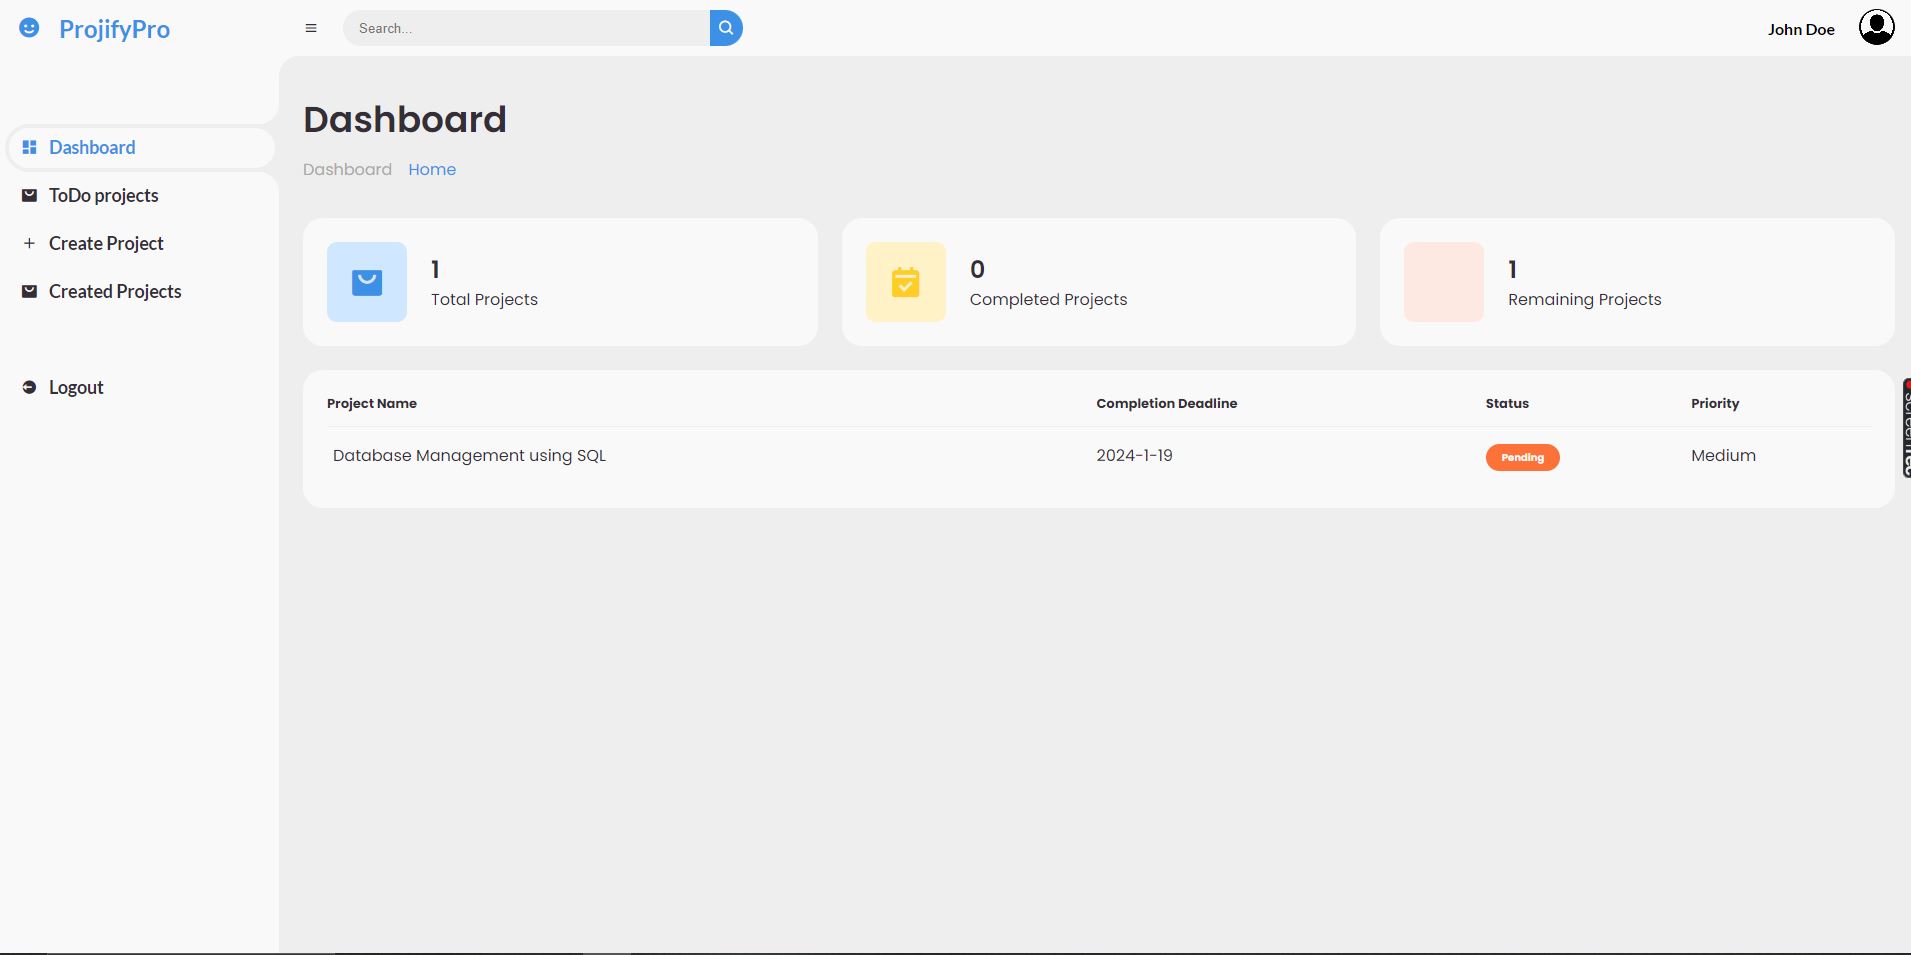 ProjifyPro
Search...
John Doe
Dashboard
ToDo projects
Create Project
Created Projects
Logout
Dashboard
Dashboard Home
1
Total Projects
0
Completed Projects
1
Remaining Projects
Project Name Completion Deadline Status Priority
Database Management using SQL 2024-1-19 Pending Medium